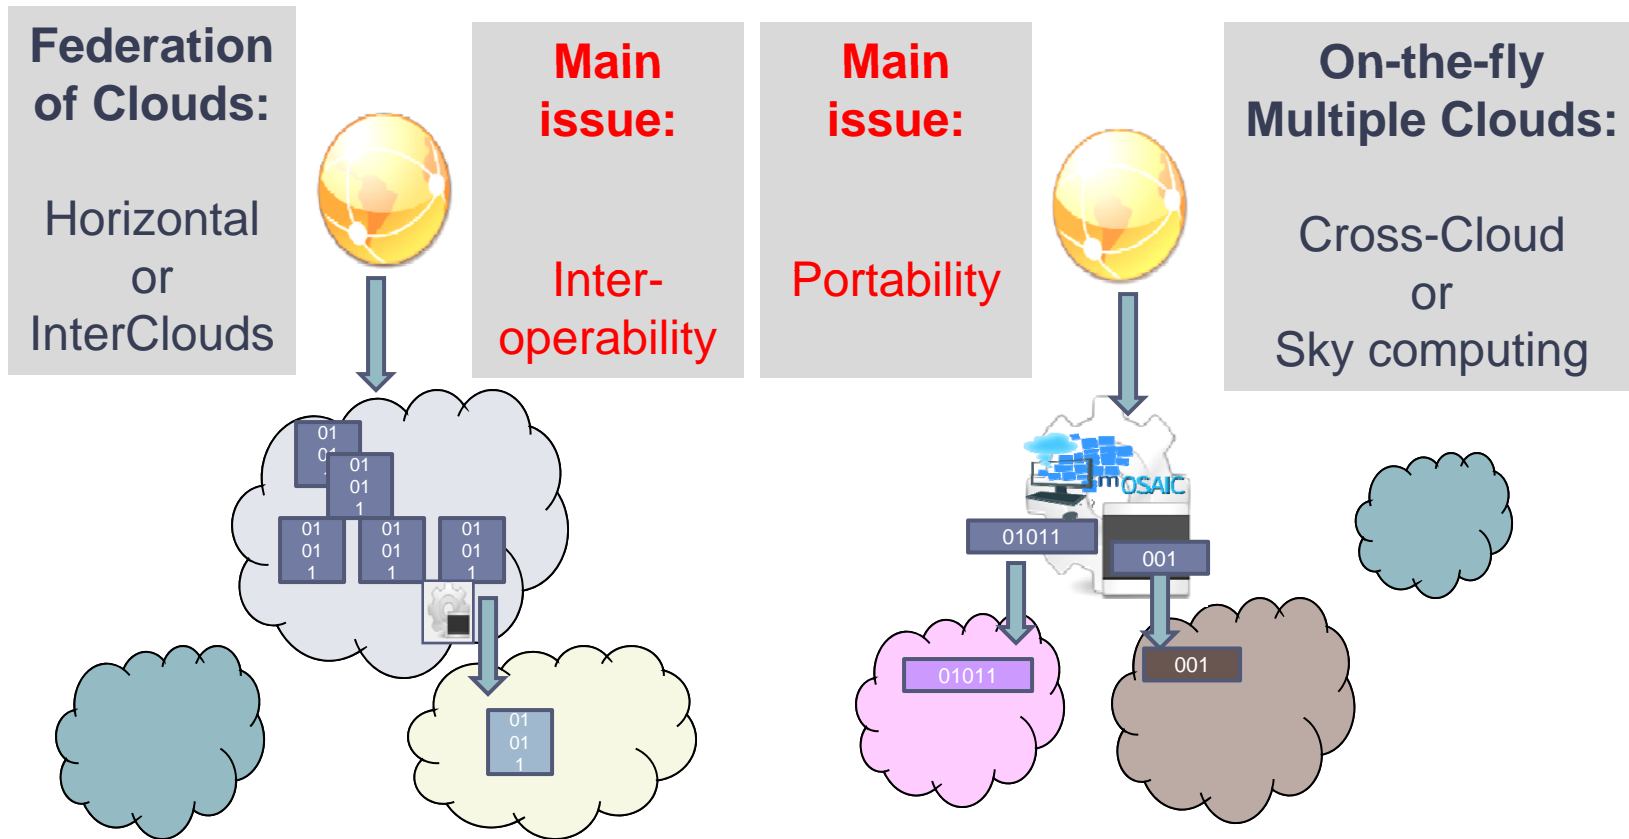 Federation
of Clouds:
Horizontal
or
InterClouds
Main
issue:
Inter-
operability
Main
issue:
Portability
On-the-fly
Multiple Clouds:
Cross-Cloud
or
Sky computing
01
01
01
01
1
01
01
1
01
01
1
01
01
1
01
01
1
mOSAIC
01011
001
01011
001